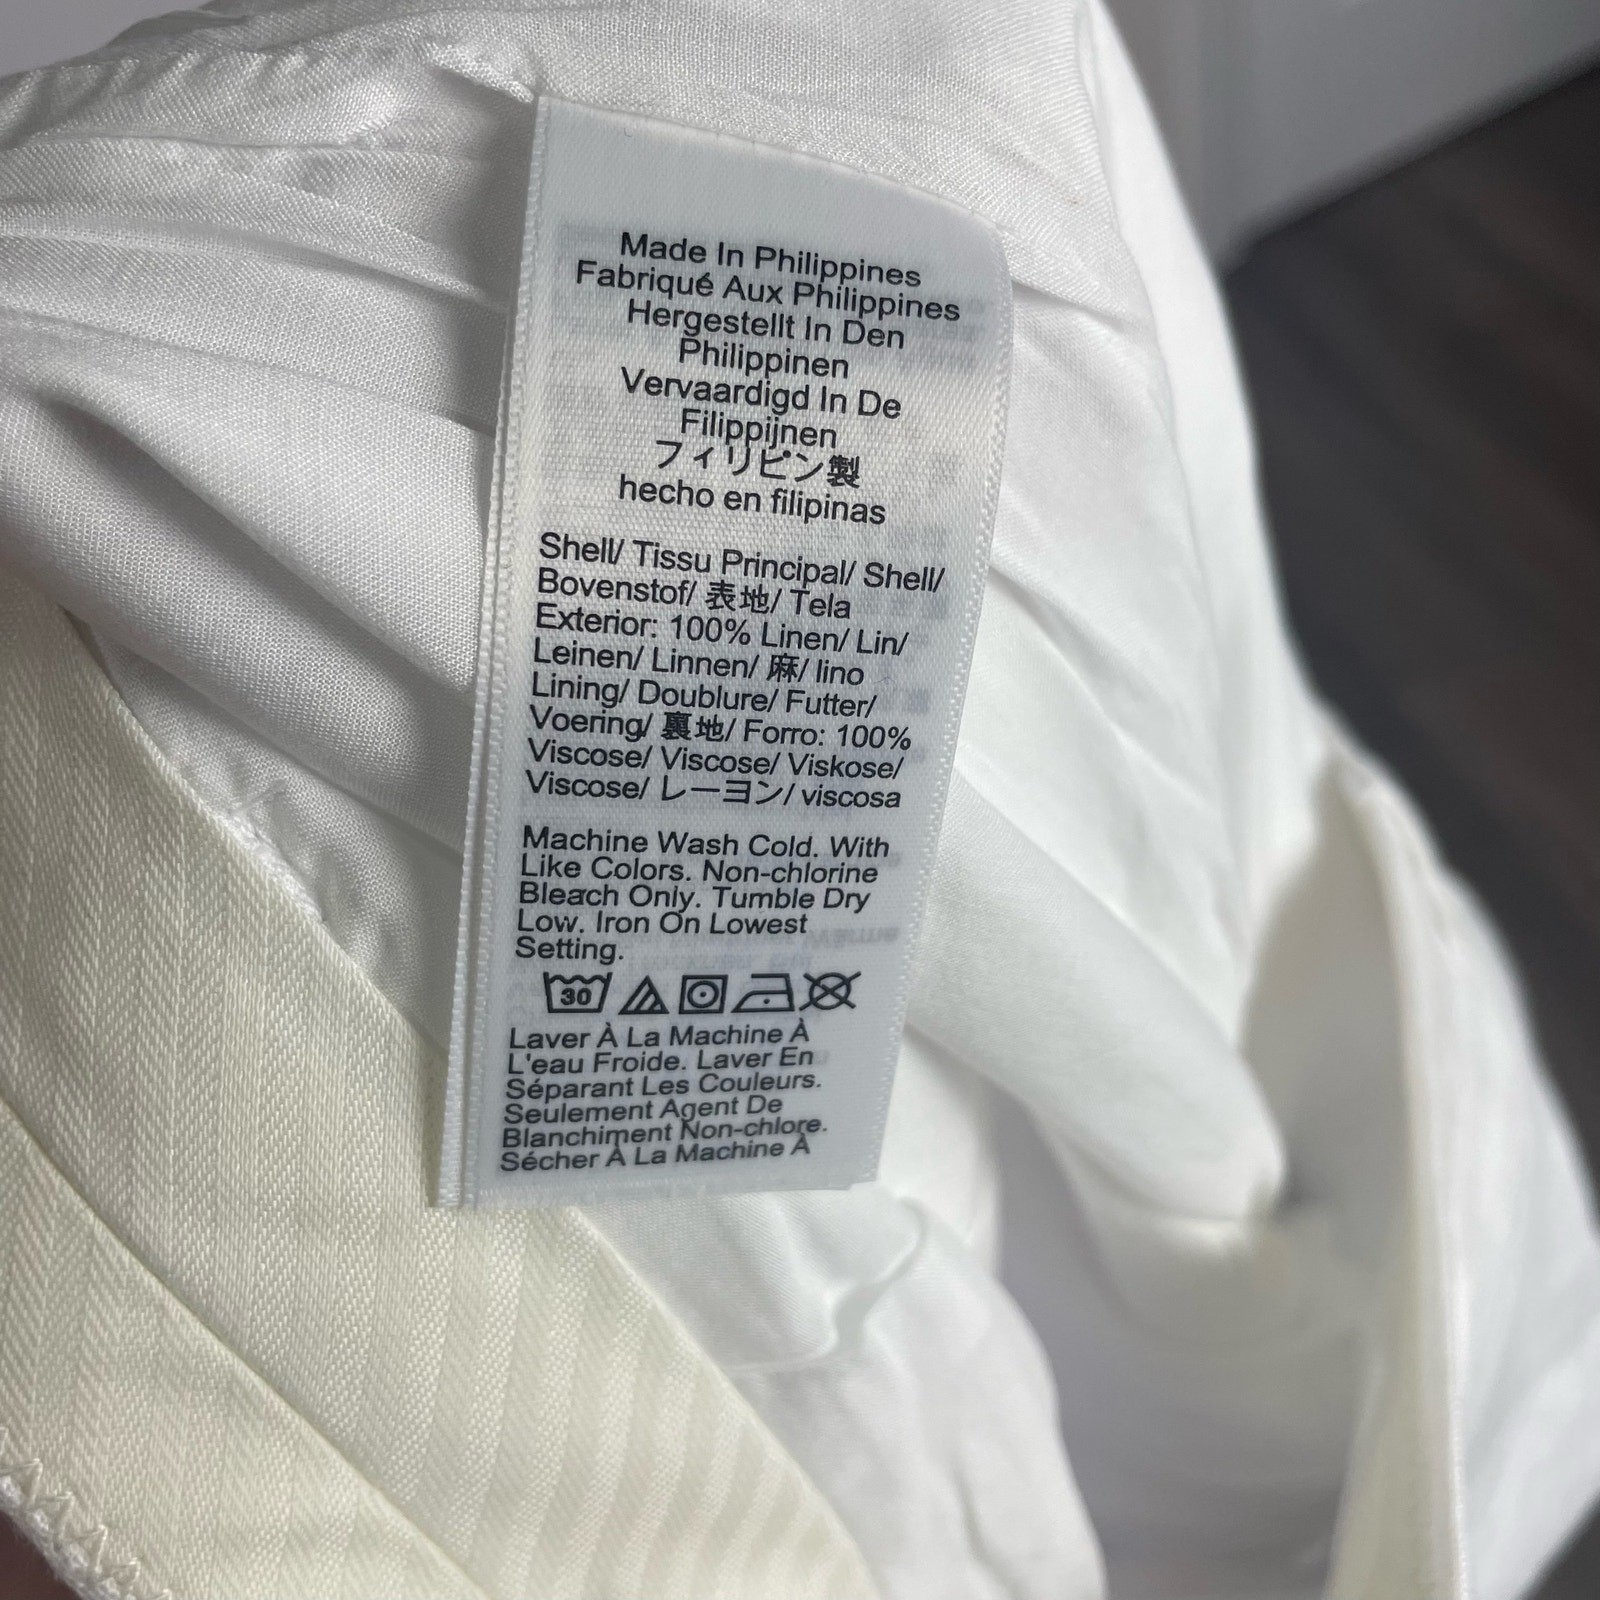 Made In Philippines
Fabriqué Aux Philippines
Hergestellt In Den
Philippinen
Vervaardigd In De
Filippijnen
フィリピン製
hecho en filipinas
Shell/ Tissu Principal/ Shell/
Bovenstof/ 表地/ Tela
Exterior: 100% Linen/ Lin/
Leinen/ Linnen/ 麻/ lino
Lining/ Doublure/ Futter/
Voering/ 裏地/ Forro: 100%
Viscose/ Viscose/ Viskose/
Viscose/ レーヨン/ viscosa
Machine Wash Cold. With
Like Colors. Non-chlorine
Bleach Only. Tumble Dry
Low. Iron On Lowest
Setting.
30
Laver À La Machine À
L'eau Froide. Laver En
Séparant Les Couleurs.
Seulement Agent De
Blanchiment Non-chlore.
Sécher À La Machine À